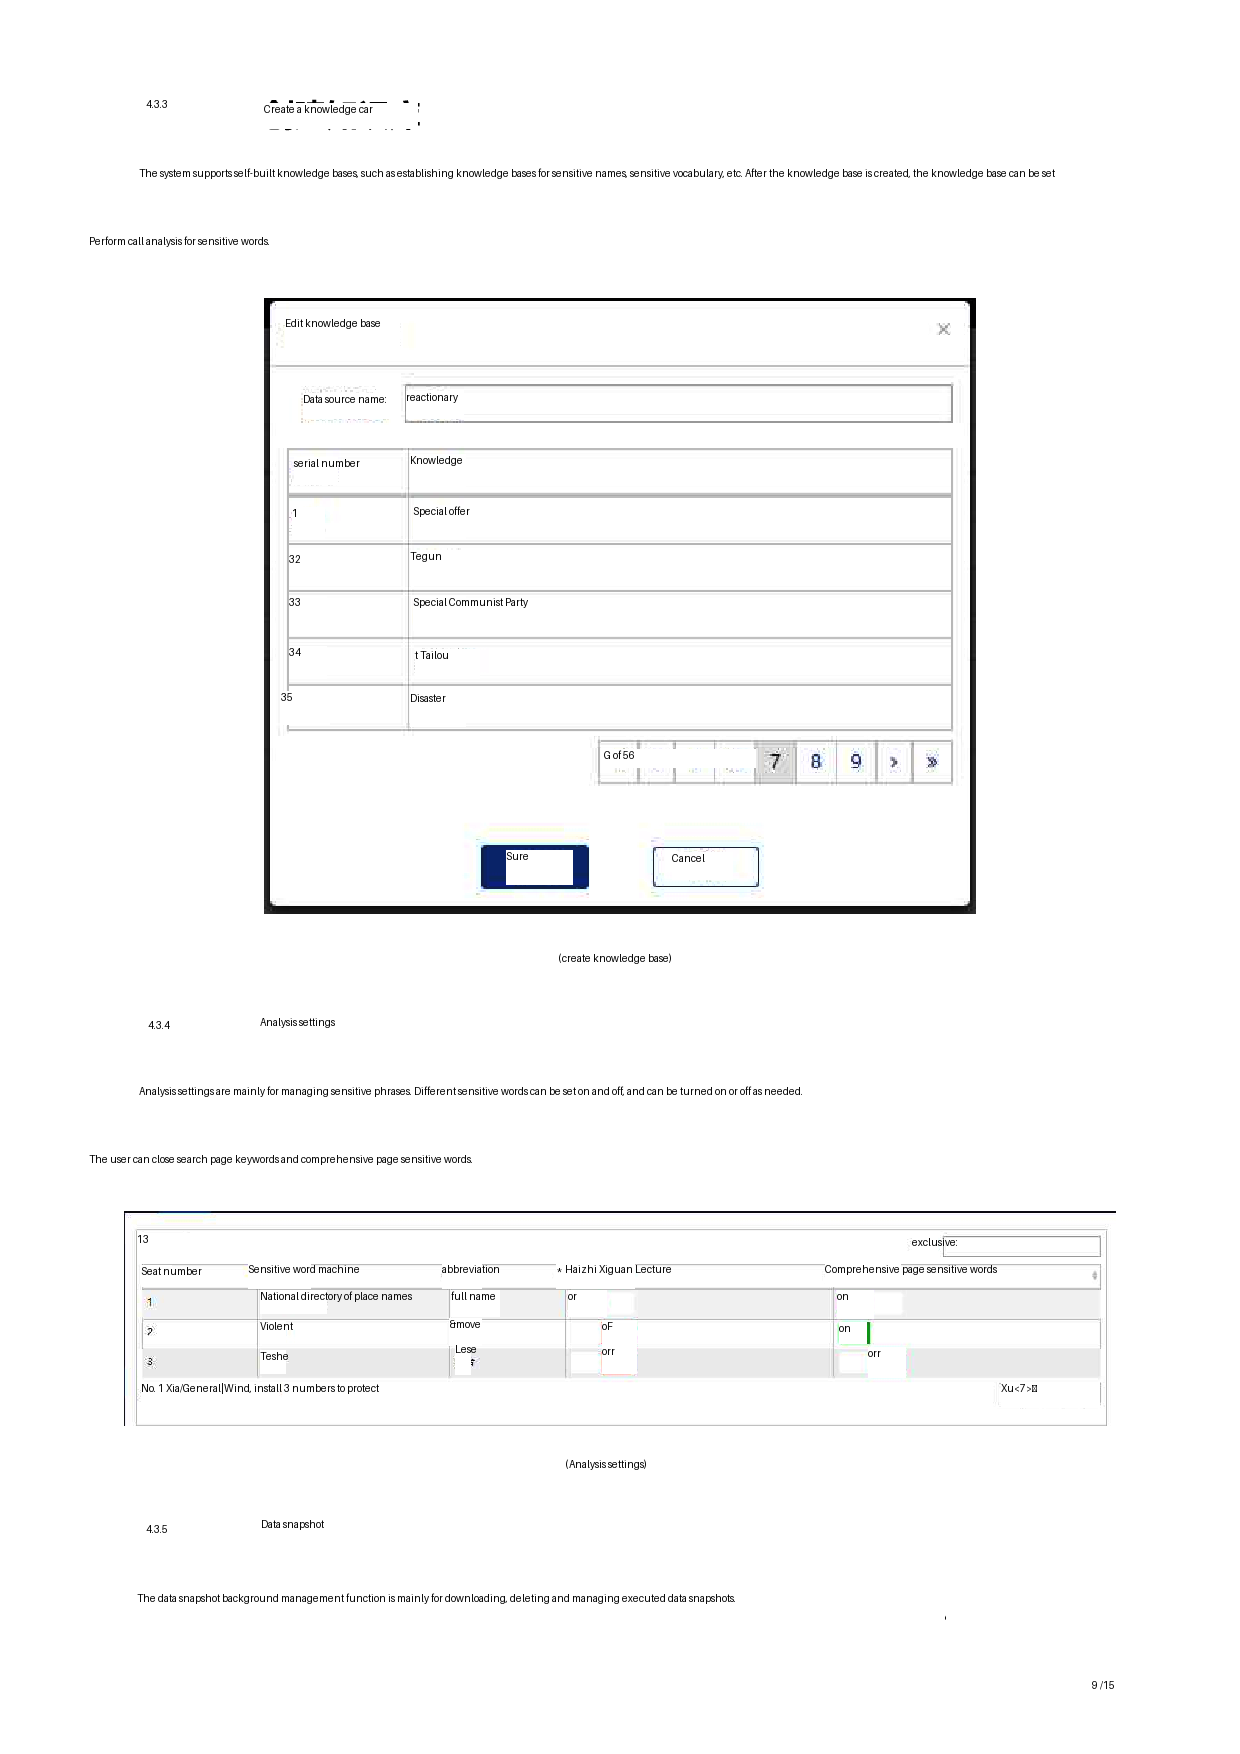 4.3.3 Create a knowledge car
The system supports self-built knowledge bases, such as establishing knowledge bases for sensitive names, sensitive vocabulary, etc. After the knowledge base is created, the knowledge base can be set
Perform call analysis for sensitive words.
Edit knowledge base
Data source name: reactionary
serial number Knowledge
1 Special offer
32 Tegun
33 Special Communist Party
34 t Tailou
35 Disaster
G of 56 7 8 9 › »
Sure Cancel
(create knowledge base)
4.3.4 Analysis settings
Analysis settings are mainly for managing sensitive phrases. Different sensitive words can be set on and off, and can be turned on or off as needed.
The user can close search page keywords and comprehensive page sensitive words.
13 exclusive:
Seat number Sensitive word machine abbreviation * Haizhi Xiguan Lecture Comprehensive page sensitive words
1 National directory of place names full name or on
2 Violent &move oF on
3 Teshe Lese orr orr
No. 1 Xia/General|Wind, install 3 numbers to protect Xu<7>
(Analysis settings)
4.3.5 Data snapshot
The data snapshot background management function is mainly for downloading, deleting and managing executed data snapshots.
9 /15